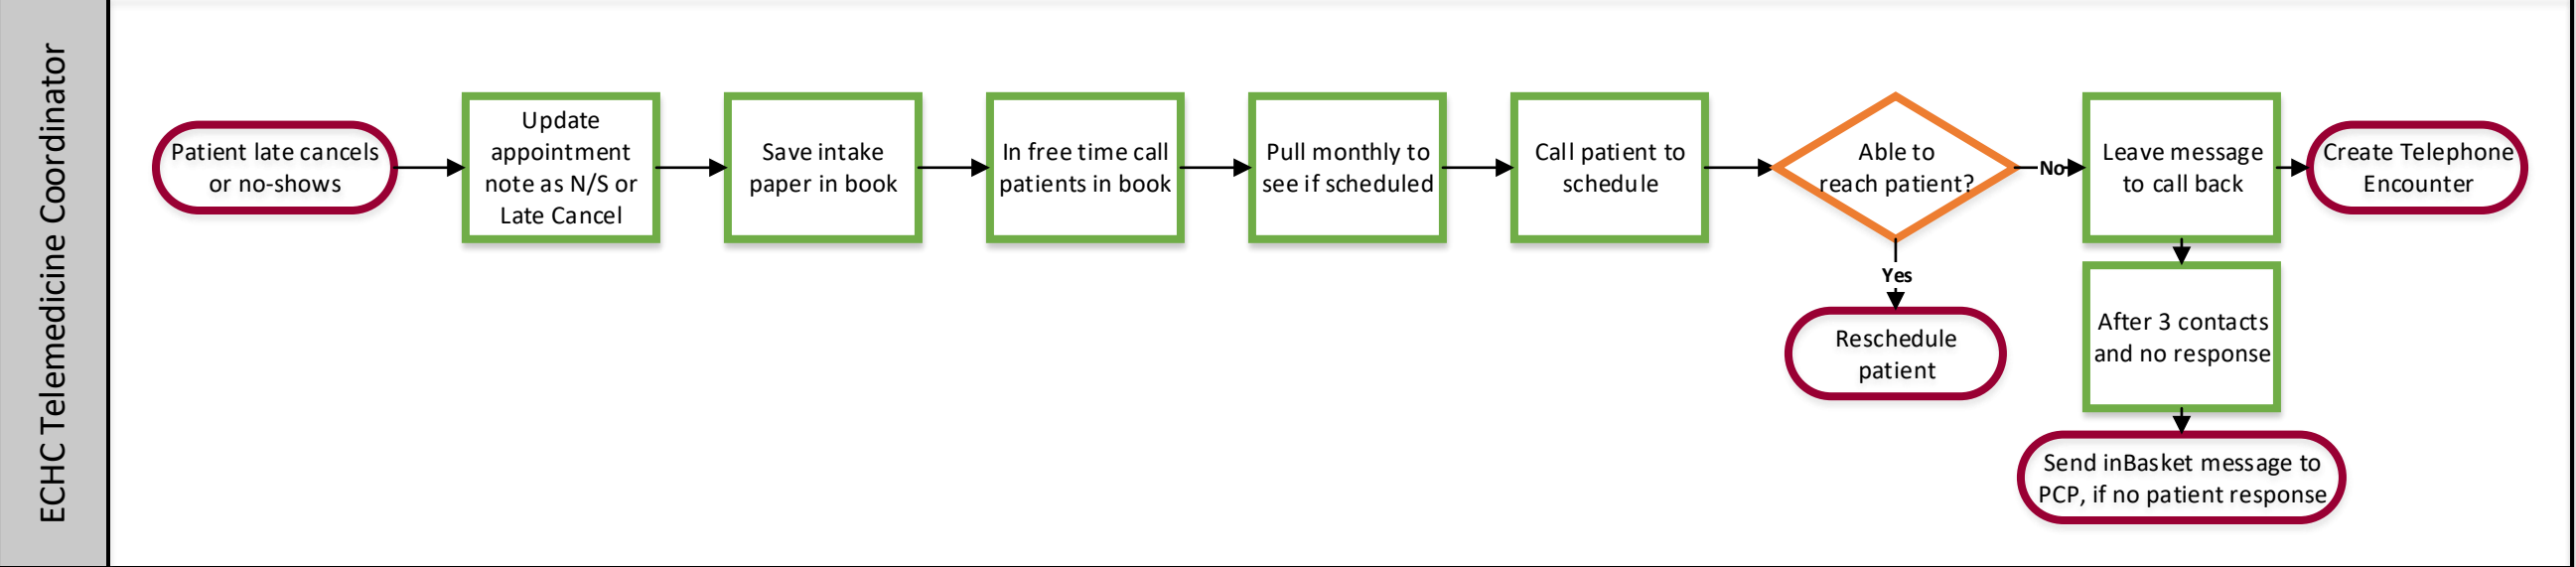 ECHC Telemedicine Coordinator
Patient late cancels
or no-shows
Update
appointment
note as N/S or
Late Cancel
Save intake
paper in book
In free time call
patients in book
Pull monthly to
see if scheduled
Call patient to
schedule
Able to
reach patient?
No
Leave message
to call back
Create Telephone
Encounter
Yes
Reschedule
patient
After 3 contacts
and no response
Send inBasket message to
PCP, if no patient response